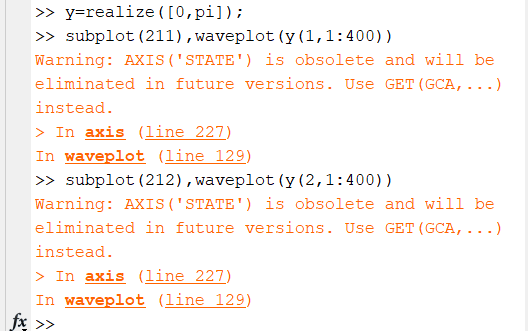 >> y=realize([0,pi]);
>> subplot(211),waveplot(y(1,1:400))
Warning: AXIS('STATE') is obsolete and will be
eliminated in future versions. Use GET(GCA,...)
instead.
> In axis (line 227)
In waveplot (line 129)
>> subplot(212),waveplot(y(2,1:400))
Warning: AXIS('STATE') is obsolete and will be
eliminated in future versions. Use GET(GCA,...)
instead.
> In axis (line 227)
In waveplot (line 129)
fx >>